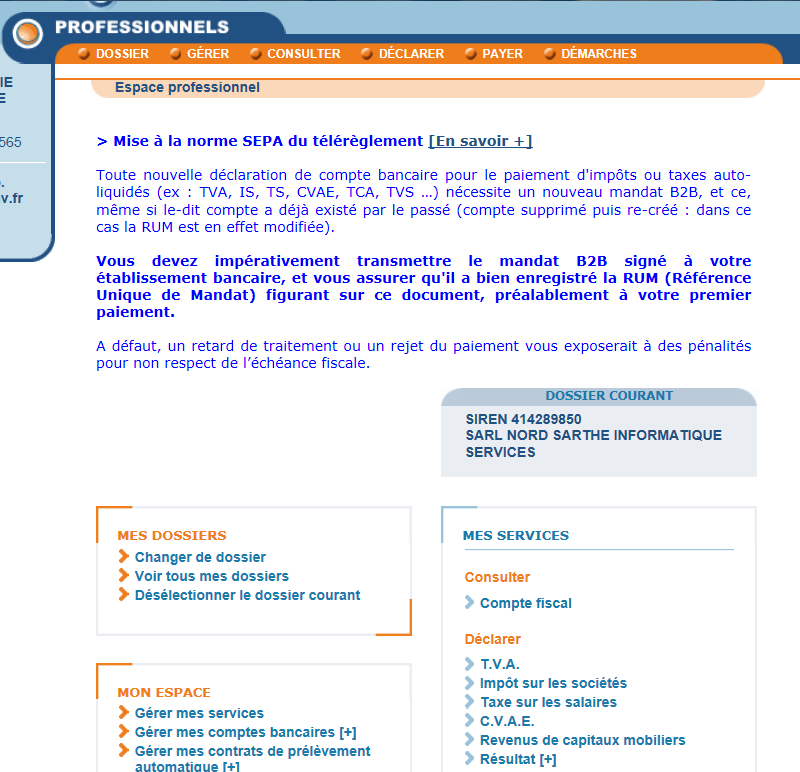 PROFESSIONNELS
DOSSIER GÉRER CONSULTER DÉCLARER PAYER DÉMARCHES
IE
E
565
.
v.fr
Espace professionnel
> Mise à la norme SEPA du télérèglement [En savoir +]
Toute nouvelle déclaration de compte bancaire pour le paiement d'impôts ou taxes auto-
liquidés (ex : TVA, IS, TS, CVAE, TCA, TVS ...) nécessite un nouveau mandat B2B, et ce,
même si le-dit compte a déjà existé par le passé (compte supprimé puis re-créé : dans ce
cas la RUM est en effet modifiée).
Vous devez impérativement transmettre le mandat B2B signé à votre
établissement bancaire, et vous assurer qu'il a bien enregistré la RUM (Référence
Unique de Mandat) figurant sur ce document, préalablement à votre premier
paiement.
A défaut, un retard de traitement ou un rejet du paiement vous exposerait à des pénalités
pour non respect de l’échéance fiscale.
DOSSIER COURANT
SIREN 414289850
SARL NORD SARTHE INFORMATIQUE
SERVICES
MES DOSSIERS
Changer de dossier
Voir tous mes dossiers
Désélectionner le dossier courant
MON ESPACE
Gérer mes services
Gérer mes comptes bancaires [+]
Gérer mes contrats de prélèvement
automatique [+]
MES SERVICES
Consulter
Compte fiscal
Déclarer
T.V.A.
Impôt sur les sociétés
Taxe sur les salaires
C.V.A.E.
Revenus de capitaux mobiliers
Résultat [+]